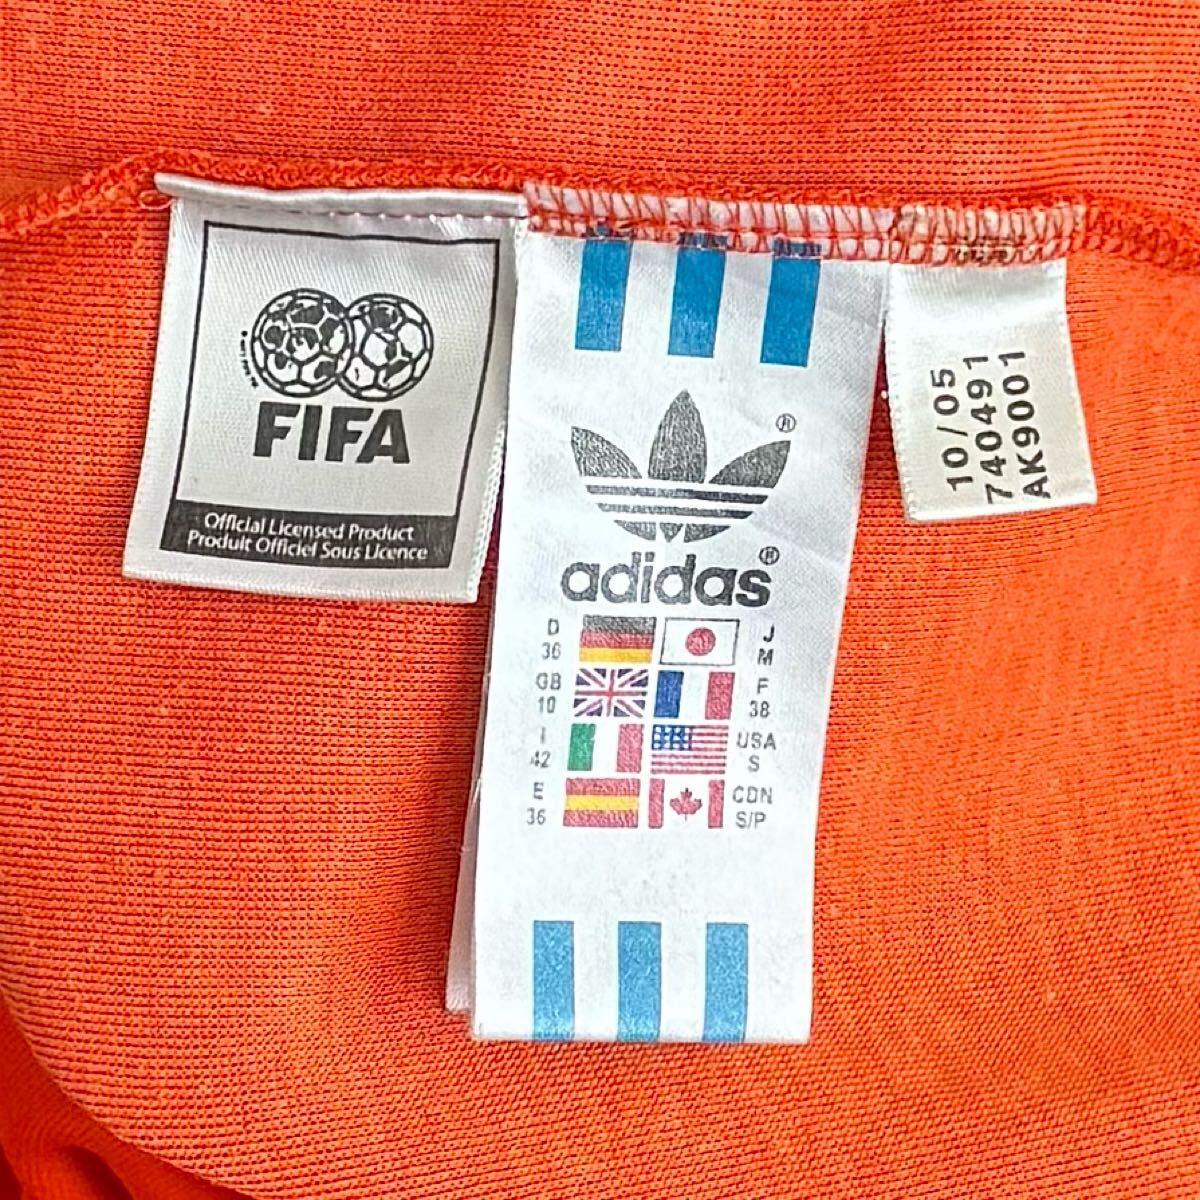 FIFA
Official Licensed Product
Produit Officiel Sous Licence
®
adidas®
D 36 J M
GB 10 F 38
I 42 USA S
E 36 CDN S/P
10/05
740491
AK9001